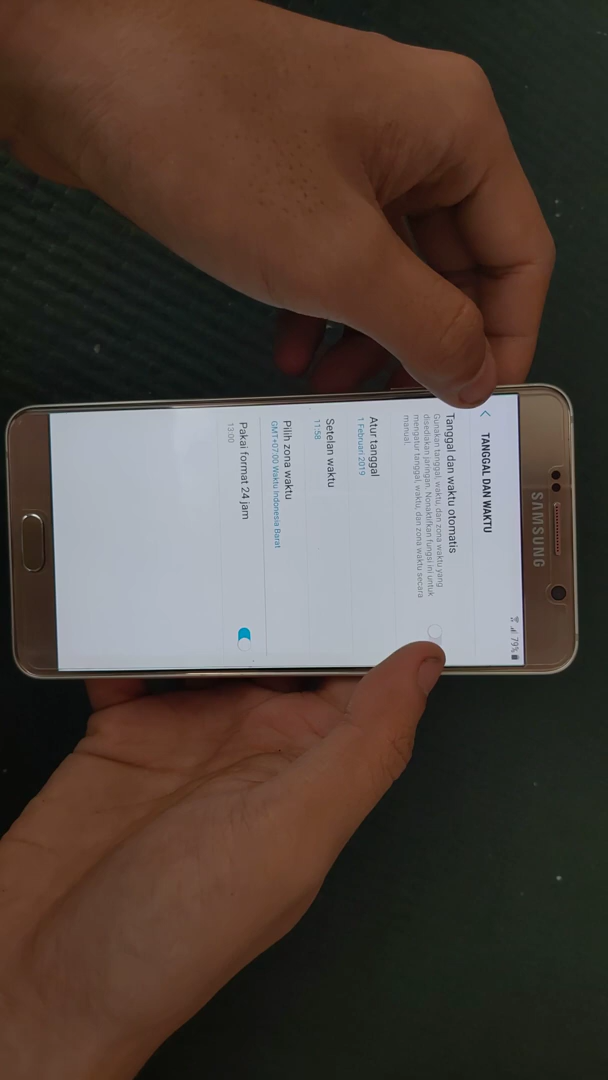 SAMSUNG
79%
TANGGAL DAN WAKTU
Tanggal dan waktu otomatis
Gunakan tanggal, waktu, dan zona waktu yang
disediakan jaringan. Nonaktifkan fungsi ini untuk
mengatur tanggal, waktu, dan zona waktu secara
manual.
Atur tanggal
1 Februari 2019
Setelan waktu
11:58
Pilih zona waktu
GMT+07:00 Waktu Indonesia Barat
Pakai format 24 jam
13:00